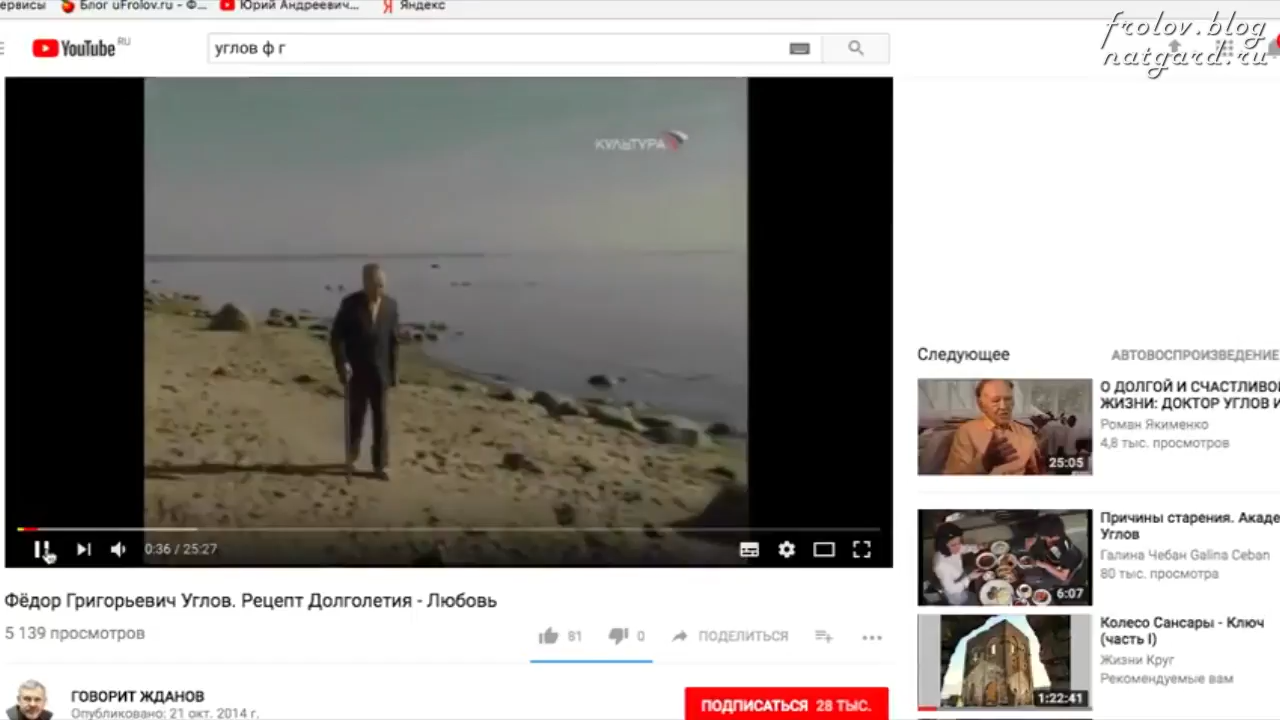 ервисы Блог uFrolov.ru - Ф... Юрий Андреевич... Яндекс
frolov.blog
natgard.ru
YouTube RU
углов ф г
КУЛЬТУРА
0:36 / 25:27
Фёдор Григорьевич Углов. Рецепт Долголетия - Любовь
5 139 просмотров
81 0 ПОДЕЛИТЬСЯ
ГОВОРИТ ЖДАНОВ
Опубликовано: 21 окт. 2014 г.
ПОДПИСАТЬСЯ 28 ТЫС.
Следующее АВТОВОСПРОИЗВЕДЕНИЕ
О ДОЛГОЙ И СЧАСТЛИВОЙ
ЖИЗНИ: ДОКТОР УГЛОВ И
Роман Якименко
4,8 тыс. просмотров
25:05
Причины старения. Акаде
Углов
Галина Чебан Galina Ceban
80 тыс. просмотра
6:07
Колесо Сансары - Ключ
(часть I)
Жизни Круг
Рекомендуемые вам
1:22:41